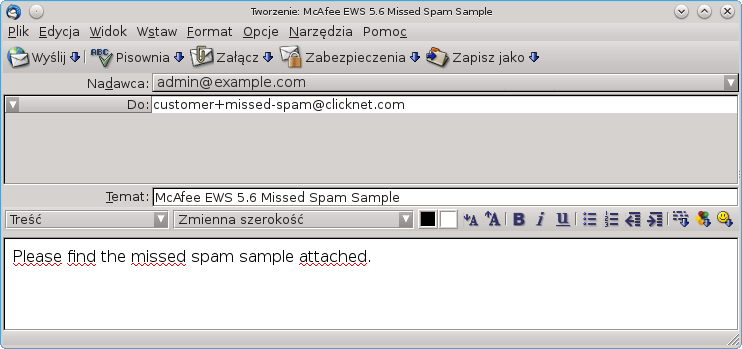 Tworzenie: McAfee EWS 5.6 Missed Spam Sample
Plik Edycja Widok Wstaw Format Opcje Narzędzia Pomoc
Wyślij ABC Pisownia Załącz Zabezpieczenia Zapisz jako
Nadawca: admin@example.com
Do: customer+missed-spam@clicknet.com
Temat: McAfee EWS 5.6 Missed Spam Sample
Treść Zmienna szerokość A A B i u
Please find the missed spam sample attached.